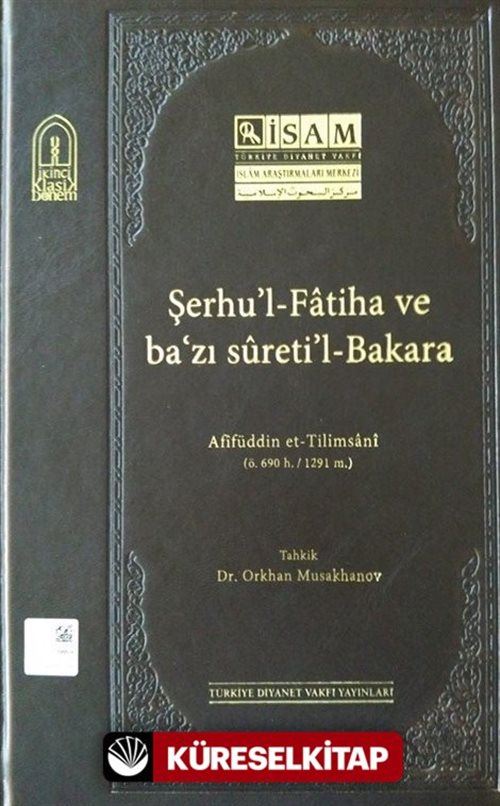 İSAM
TÜRKİYE DİYANET VAKFI
İSLÂM ARAŞTIRMALARI MERKEZİ
مركز البحوث الإسلامية
ikinci
klasik
Dönem
Şerhu'l-Fâtiha ve
ba‘zı sûreti'l-Bakara
Afîfüddin et-Tilimsânî
(ö. 690 h. / 1291 m.)
Tahkik
Dr. Orkhan Musakhanov
TÜRKİYE DİYANET VAKFI YAYINLARI
KÜRESELKİTAP